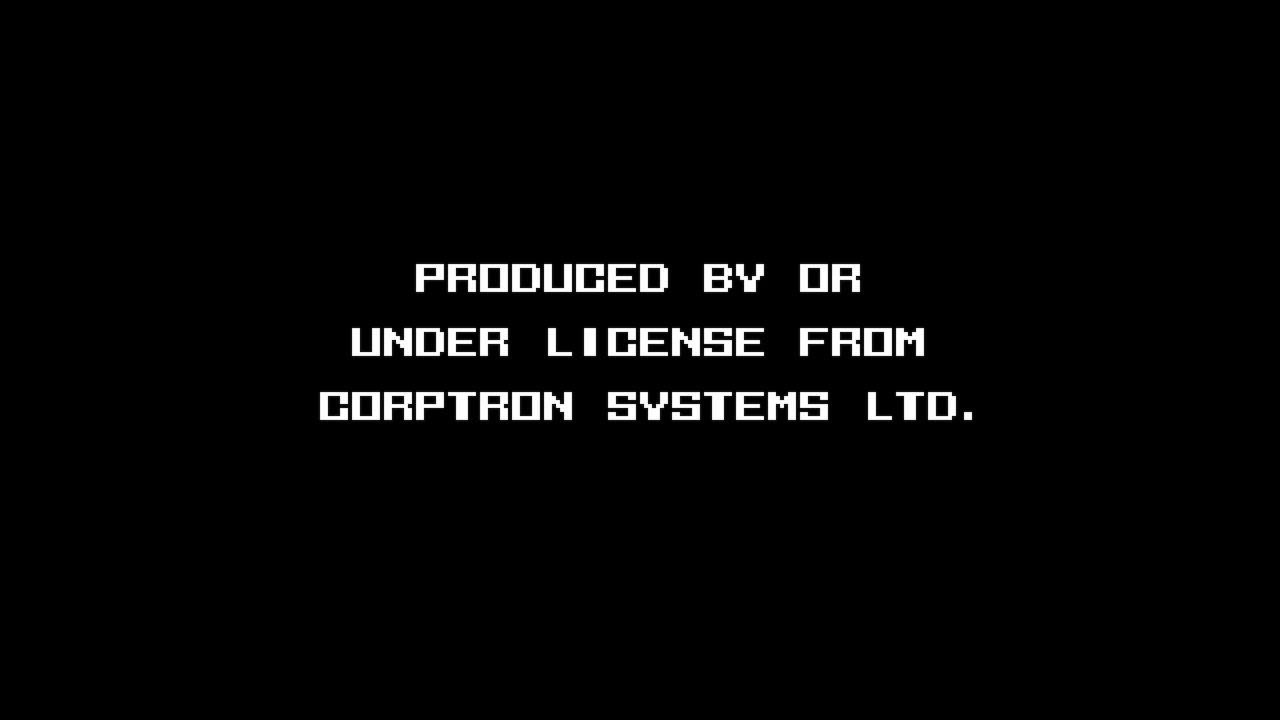 PRODUCED BY OR
UNDER LICENSE FROM
CORPTRON SYSTEMS LTD.